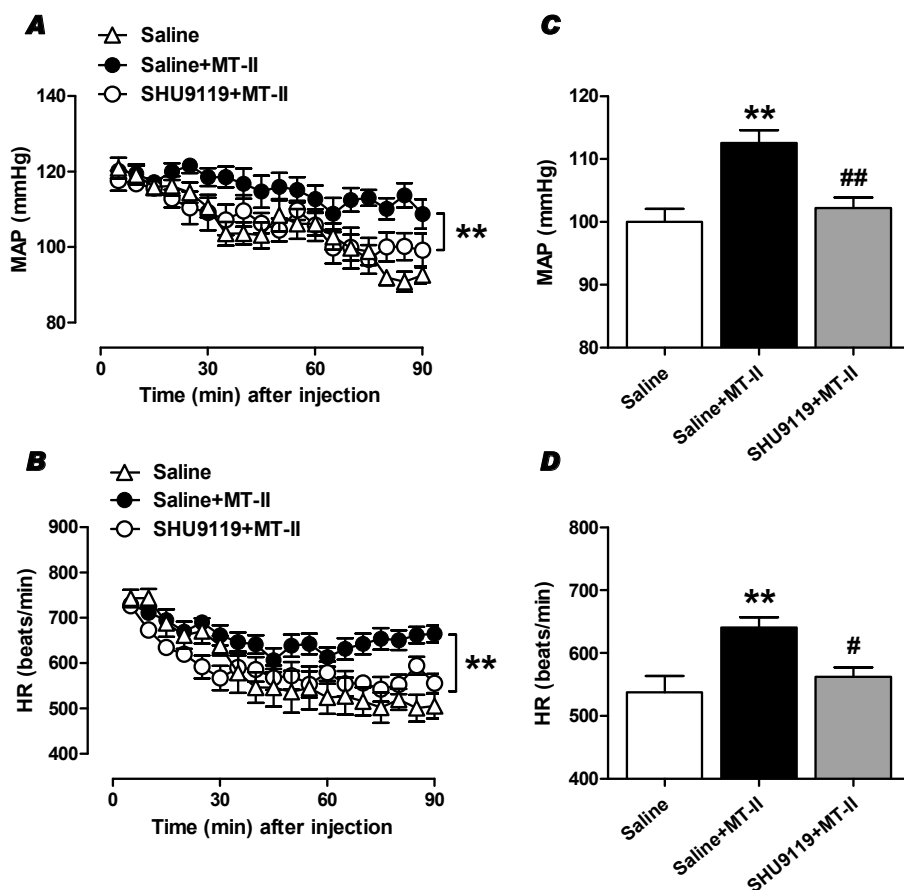 A
Saline
Saline+MT-II
SHU9119+MT-II
140
120
100
80
MAP (mmHg)
**
0 30 60 90
Time (min) after injection
C
120
110
100
90
80
MAP (mmHg)
**
##
Saline
Saline+MT-II
SHU9119+MT-II
B
Saline
Saline+MT-II
SHU9119+MT-II
900
800
700
600
500
400
HR (beats/min)
**
0 30 60 90
Time (min) after injection
D
800
700
600
500
400
HR (beats/min)
**
#
Saline
Saline+MT-II
SHU9119+MT-II